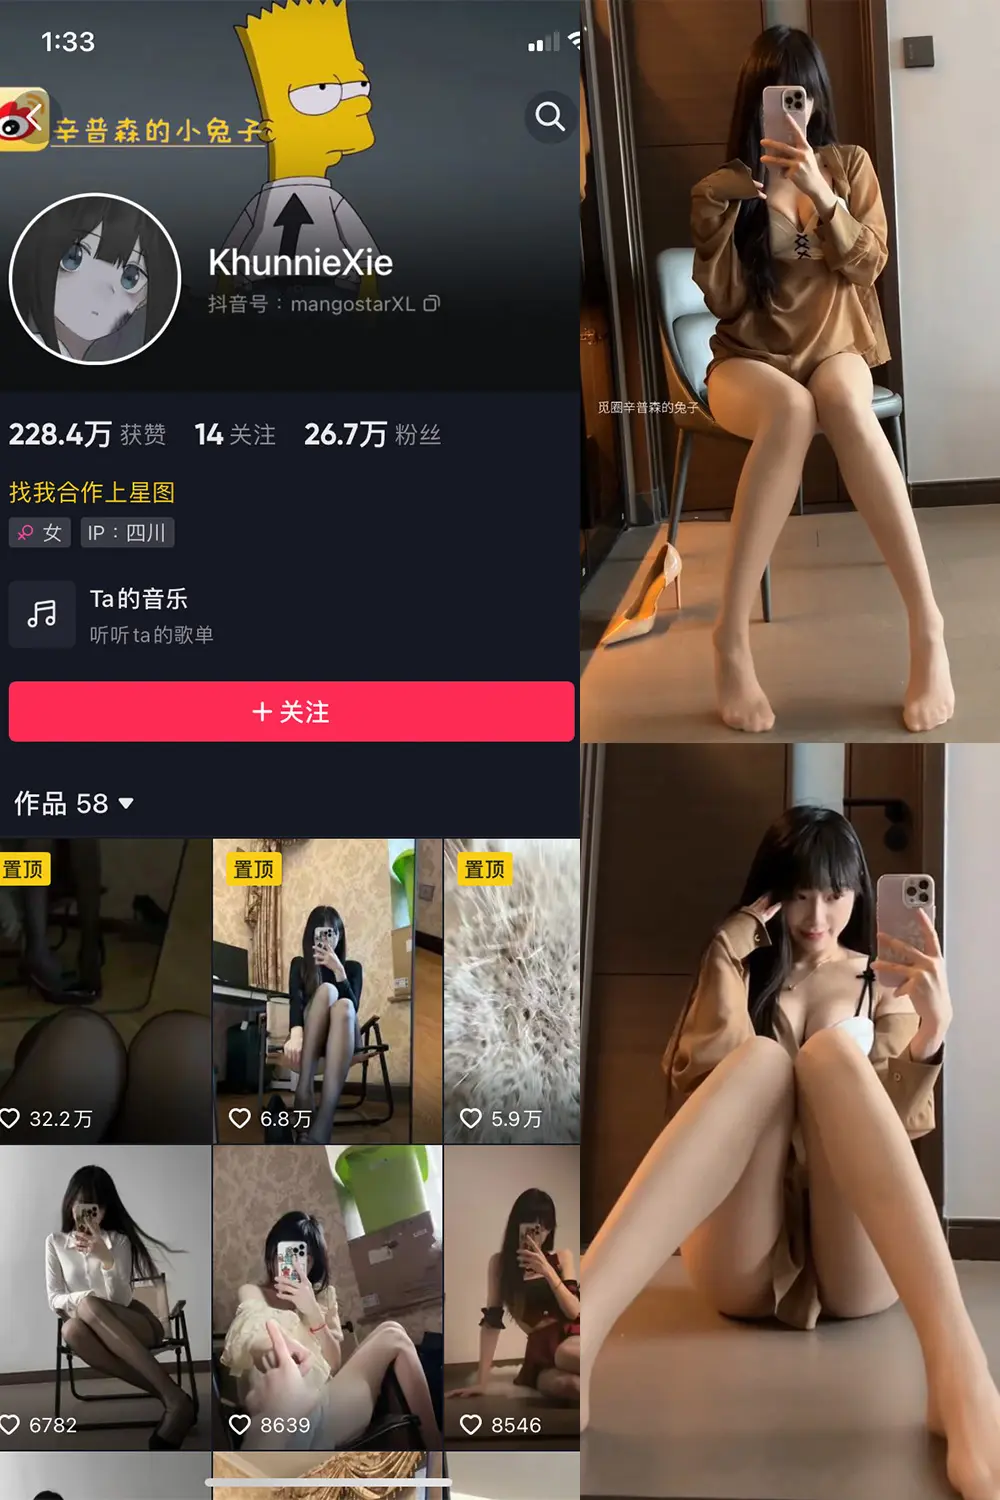 1:33
辛普森的小兔子
KhunnieXie
抖音号：mangostarXL
228.4万 获赞 14 关注 26.7万 粉丝
找我合作上星图
女 IP：四川
Ta的音乐
听听ta的歌单
+ 关注
作品 58
置顶 置顶 置顶
32.2万 6.8万 5.9万
6782 8639 8546
觅圈辛普森的兔子